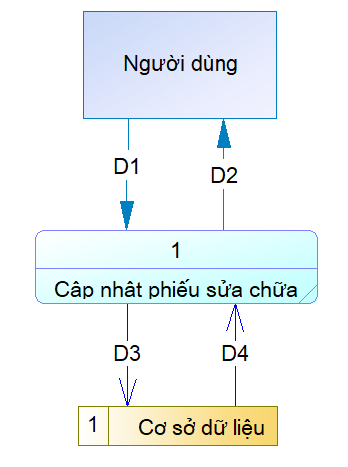 Người dùng
D1
D2
1
Cập nhật phiếu sửa chữa
D3
D4
1
Cơ sở dữ liệu